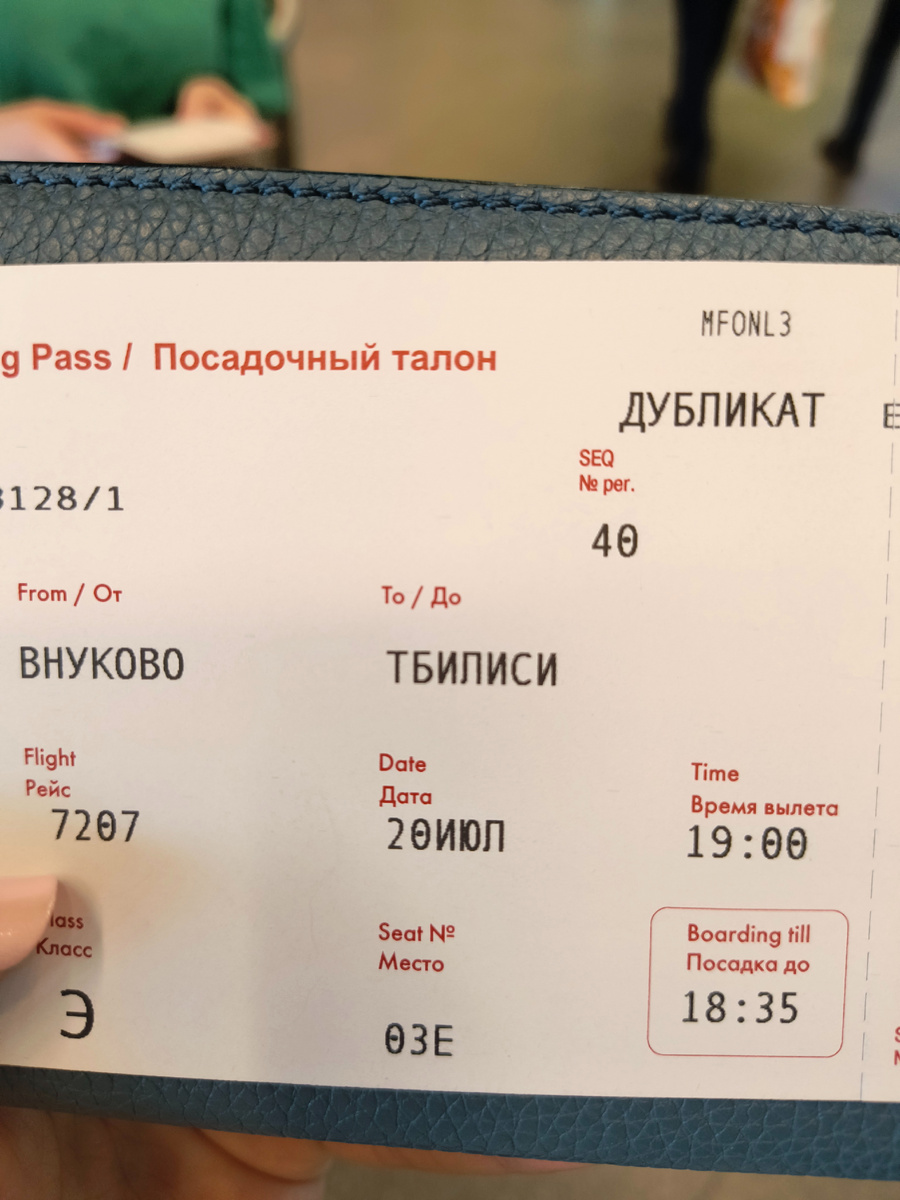 MFONL3
g Pass / Посадочный талон
ДУБЛИКАТ
SEQ
№ рег.
3128/1
40
From / От
To / До
ВНУКОВО
ТБИЛИСИ
Flight
Рейс
7207
Date
Дата
20ИЮЛ
Time
Время вылета
19:00
lass
Класс
Э
Seat №
Место
03Е
Boarding till
Посадка до
18:35